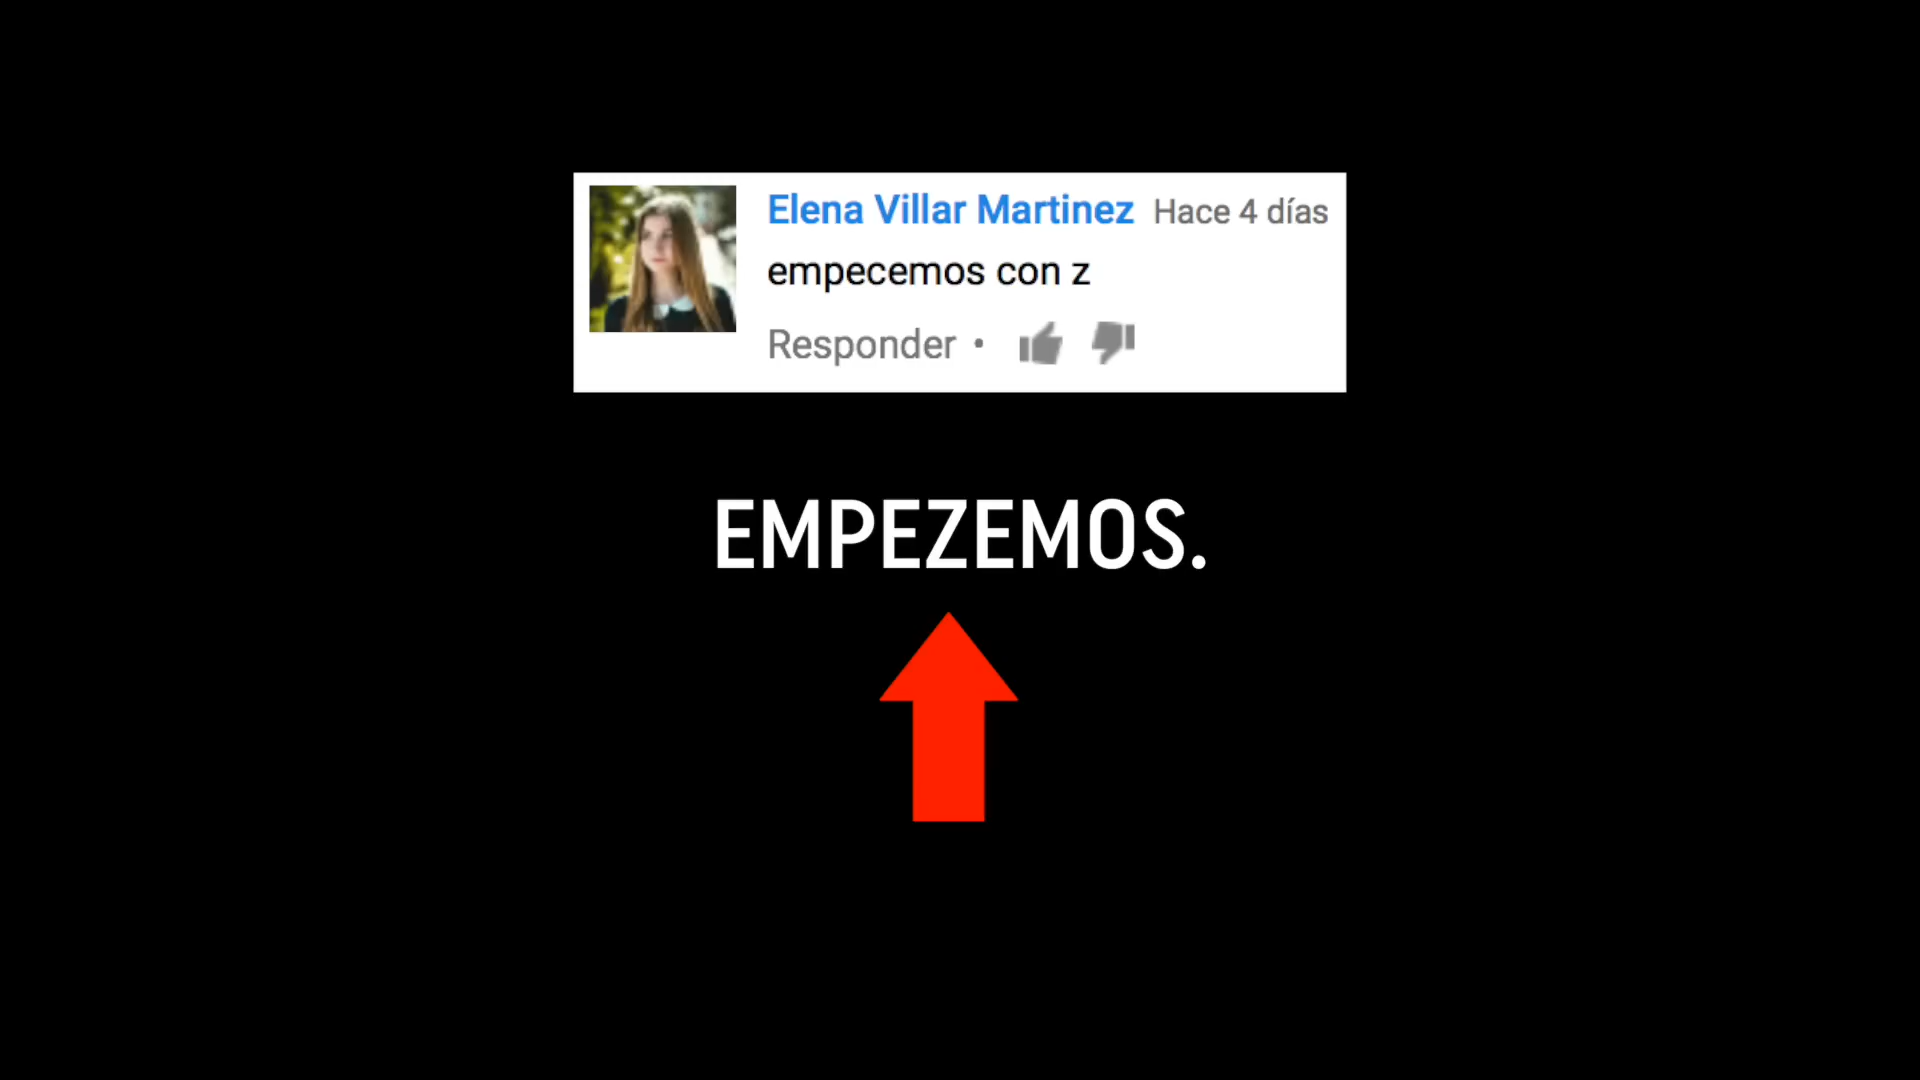 Elena Villar Martinez Hace 4 días
empecemos con z
Responder •
EMPEZEMOS.